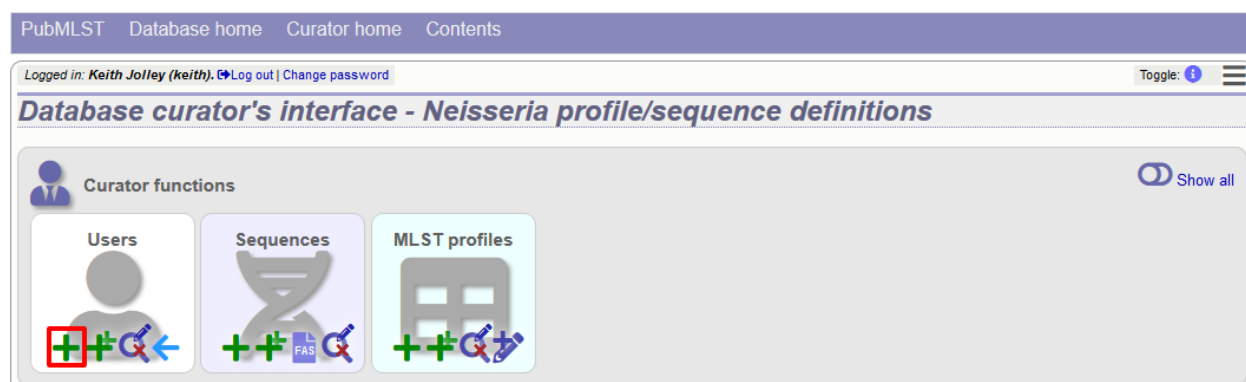 PubMLST Database home Curator home Contents
Logged in: Keith Jolley (keith). Log out | Change password Toggle:
Database curator's interface - Neisseria profile/sequence definitions
Curator functions Show all
Users Sequences MLST profiles
FAS